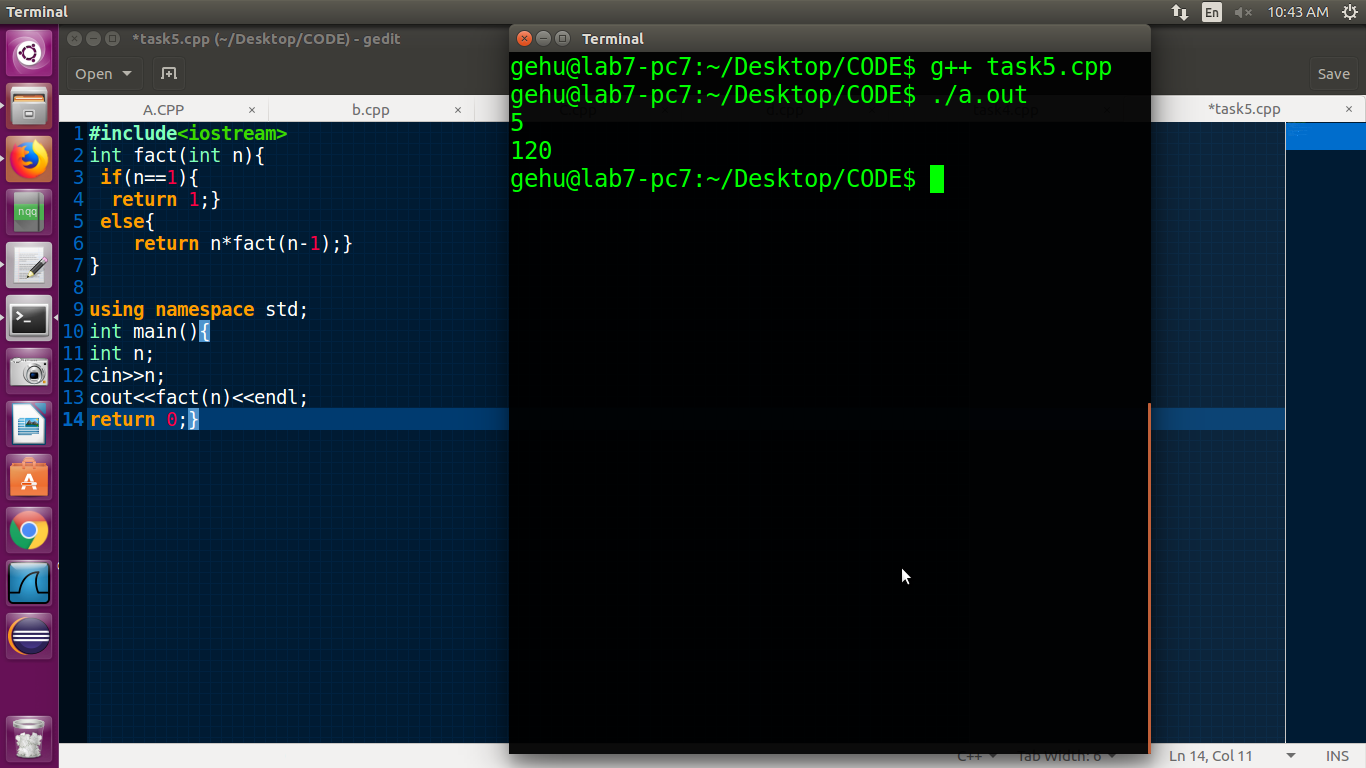 Terminal
En
10:43 AM
*task5.cpp (~/Desktop/CODE) - gedit
Open
Save
A.CPP ×
b.cpp ×
*task5.cpp ×
1 #include<iostream>
2 int fact(int n){
3  if(n==1){
4   return 1;}
5  else{
6     return n*fact(n-1);}
7 }
8
9 using namespace std;
10 int main(){
11 int n;
12 cin>>n;
13 cout<<fact(n)<<endl;
14 return 0;}
Terminal
gehu@lab7-pc7:~/Desktop/CODE$ g++ task5.cpp
gehu@lab7-pc7:~/Desktop/CODE$ ./a.out
5
120
gehu@lab7-pc7:~/Desktop/CODE$
nqq
C++
Tab Width:
Ln 14, Col 11
INS